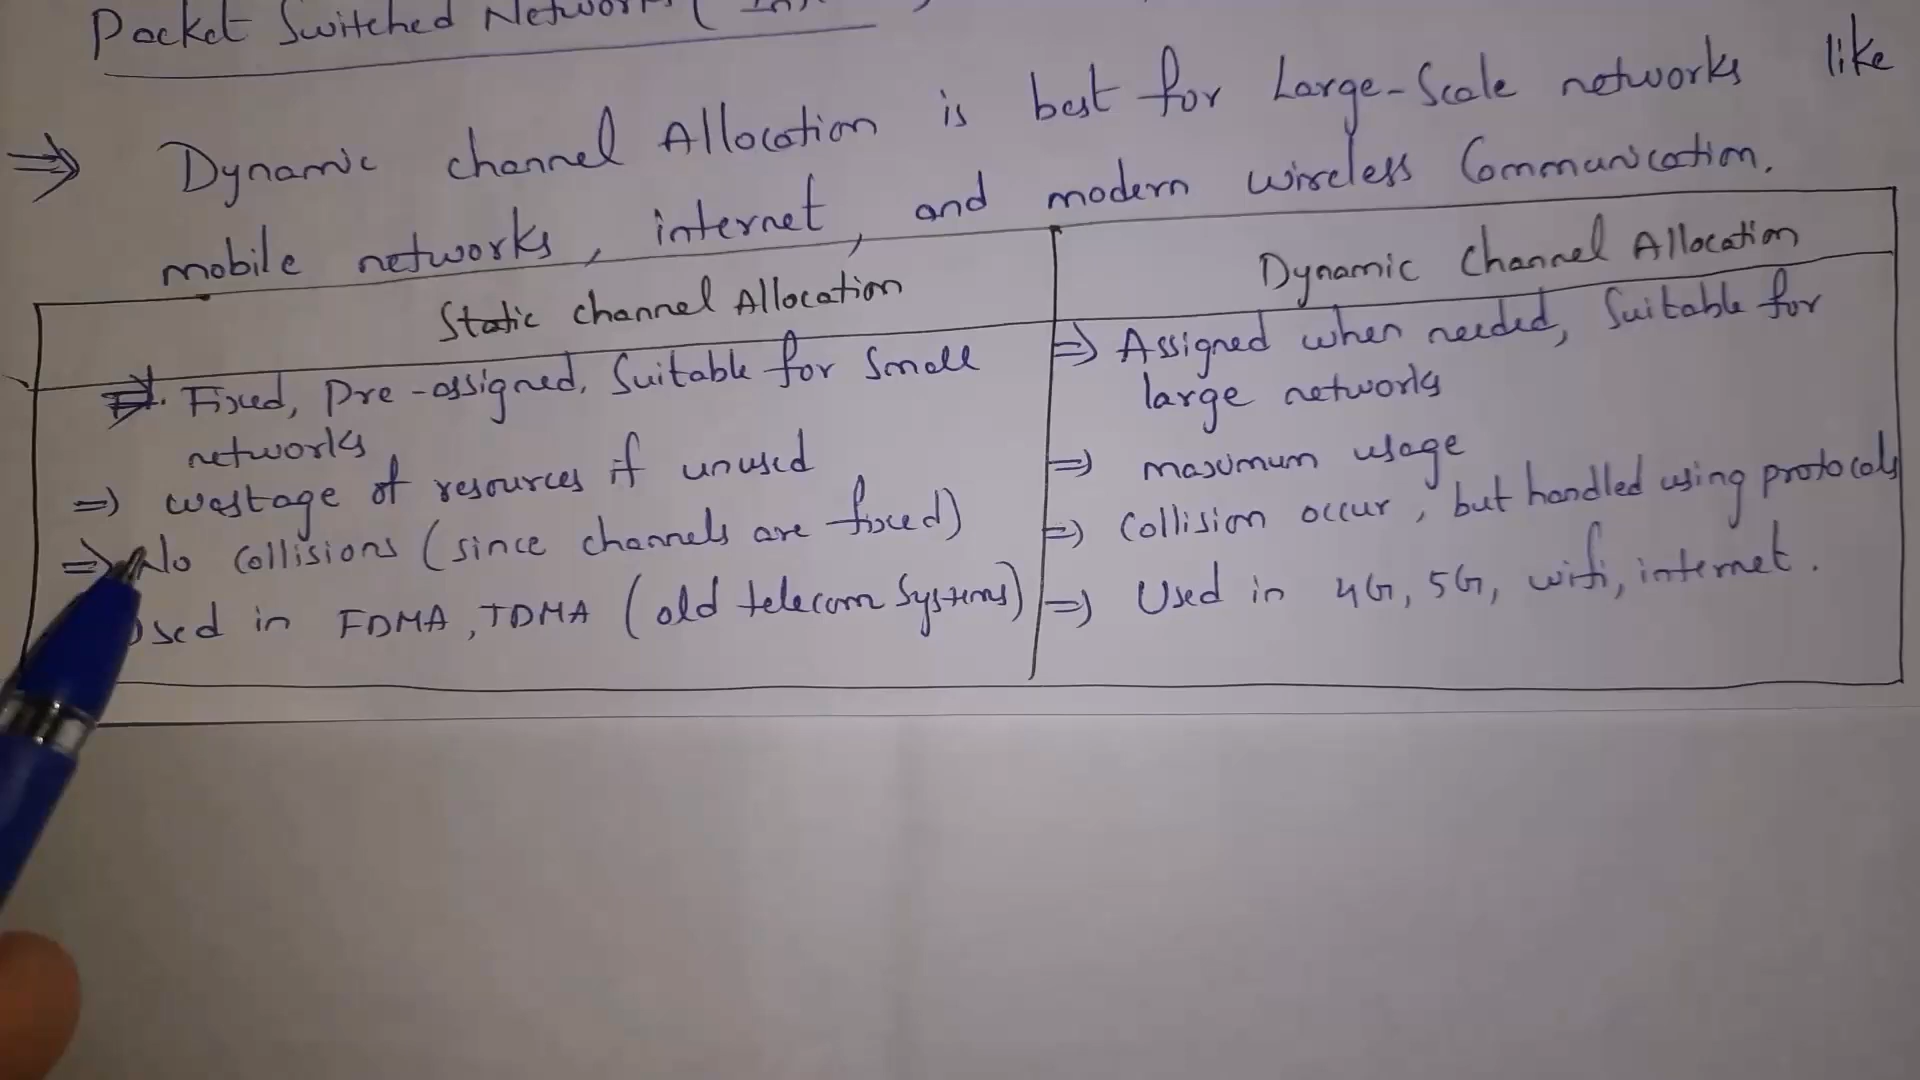 Packet Switched Networks (
⇒ Dynamic channel Allocation is best for Large-Scale networks like
mobile networks, internet, and modern wireless Communication.
Static channel Allocation
⇒ Fixed, Pre-assigned, Suitable for Small
networks
⇒ wastage of resources if unused
⇒ No Collisions (since channels are fixed)
Used in FDMA, TDMA (old telecom Systems)
Dynamic Channel Allocation
⇒ Assigned when needed, Suitable for
large networks
⇒ maximum usage
⇒ Collision occur, but handled using protocals
⇒ Used in 4G, 5G, wifi, internet.